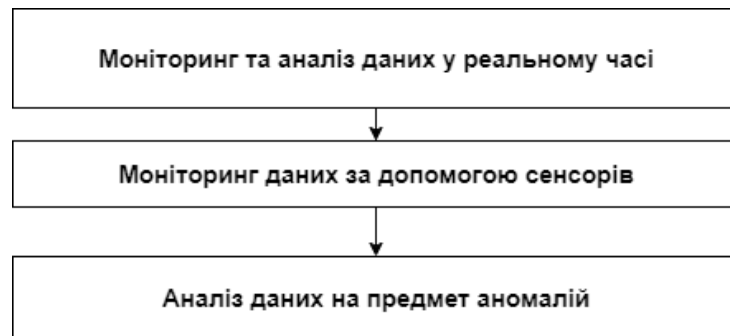 Моніторинг та аналіз даних у реальному часі
Моніторинг даних за допомогою сенсорів
Аналіз даних на предмет аномалій